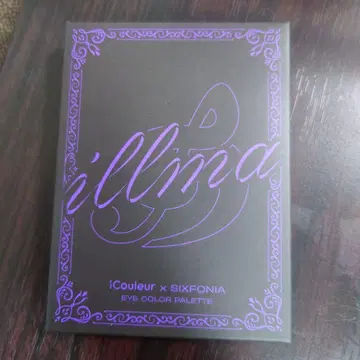 illma
iCouleur × SIXFONIA
EYE COLOR PALETTE